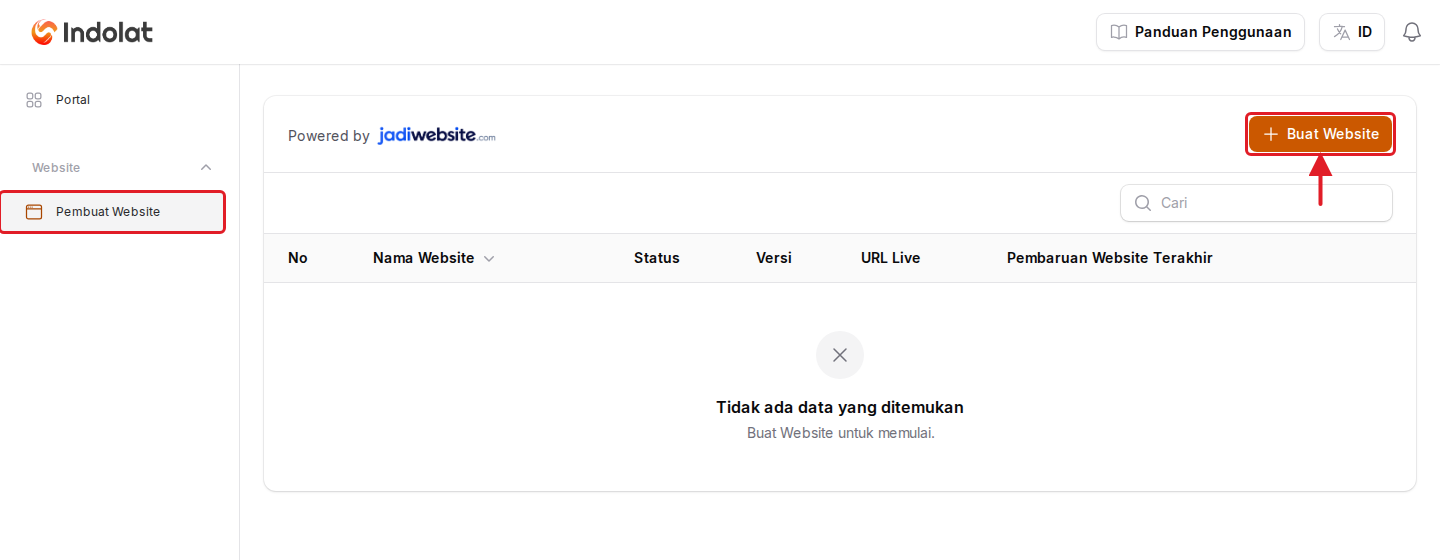 Indolat
Panduan Penggunaan
ID
Portal
Website
Pembuat Website
Powered by jadiwebsite.com
Buat Website
Cari
No Nama Website Status Versi URL Live Pembaruan Website Terakhir
Tidak ada data yang ditemukan
Buat Website untuk memulai.